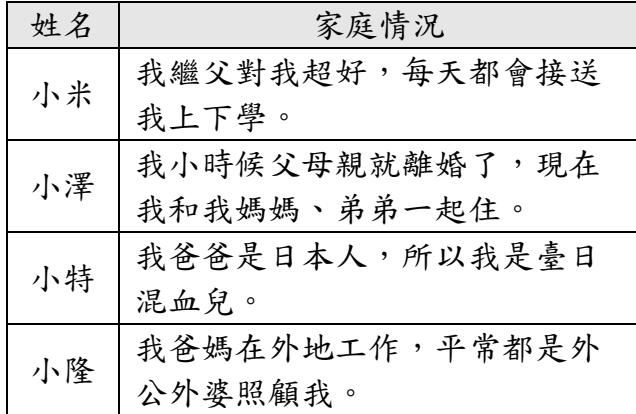 姓名 家庭情況
小米 我繼父對我超好，每天都會接送
我上下學。
小澤 我小時候父母親就離婚了，現在
我和我媽媽、弟弟一起住。
小特 我爸爸是日本人，所以我是臺日
混血兒。
小隆 我爸媽在外地工作，平常都是外
公外婆照顧我。